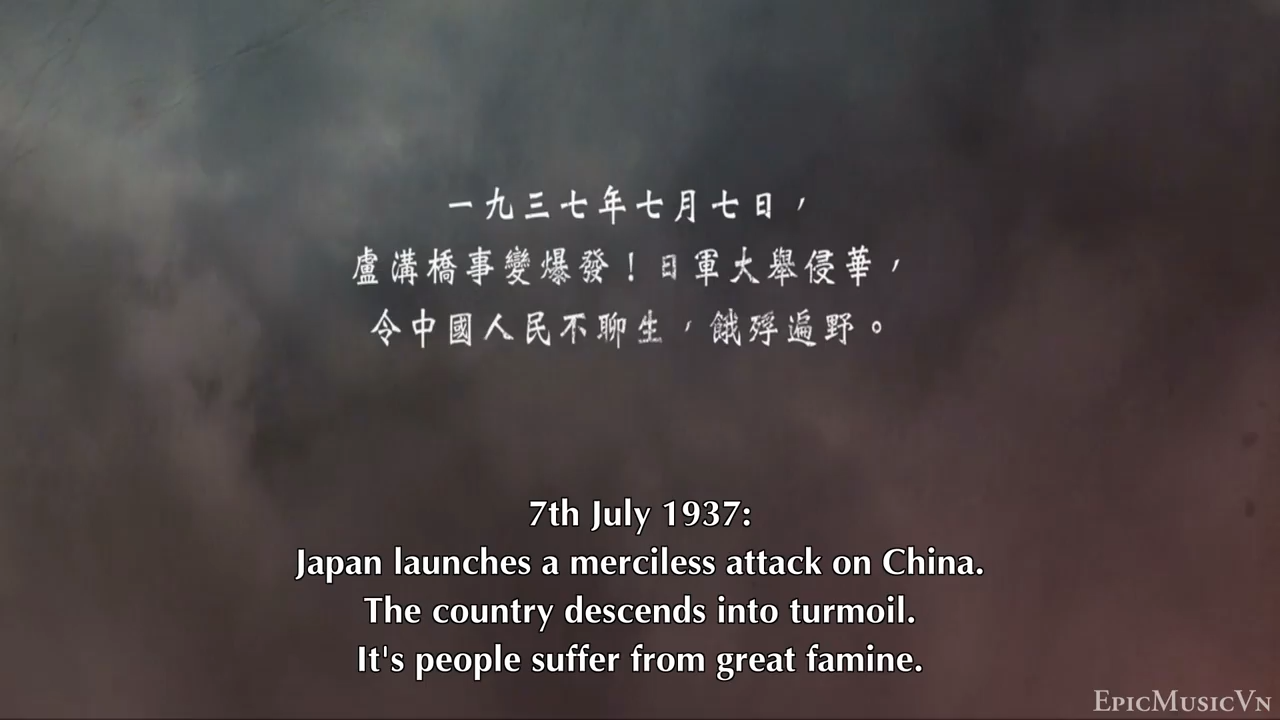 一九三七年七月七日，
盧溝橋事變爆發！日軍大舉侵華，
令中國人民不聊生，餓殍遍野。
7th July 1937:
Japan launches a merciless attack on China.
The country descends into turmoil.
It's people suffer from great famine.
EpicMusicVn